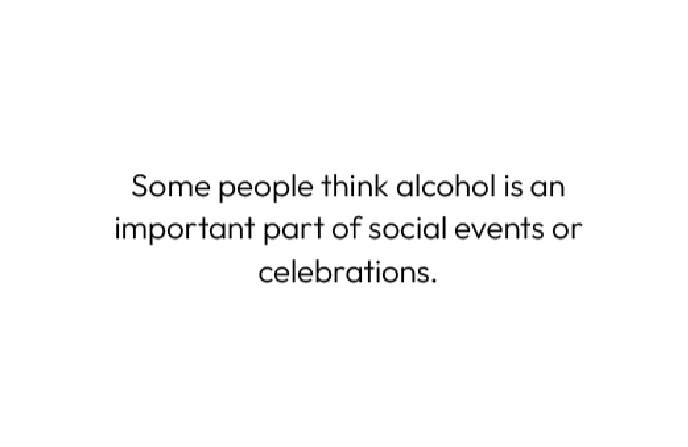 Some people think alcohol is an
important part of social events or
celebrations.